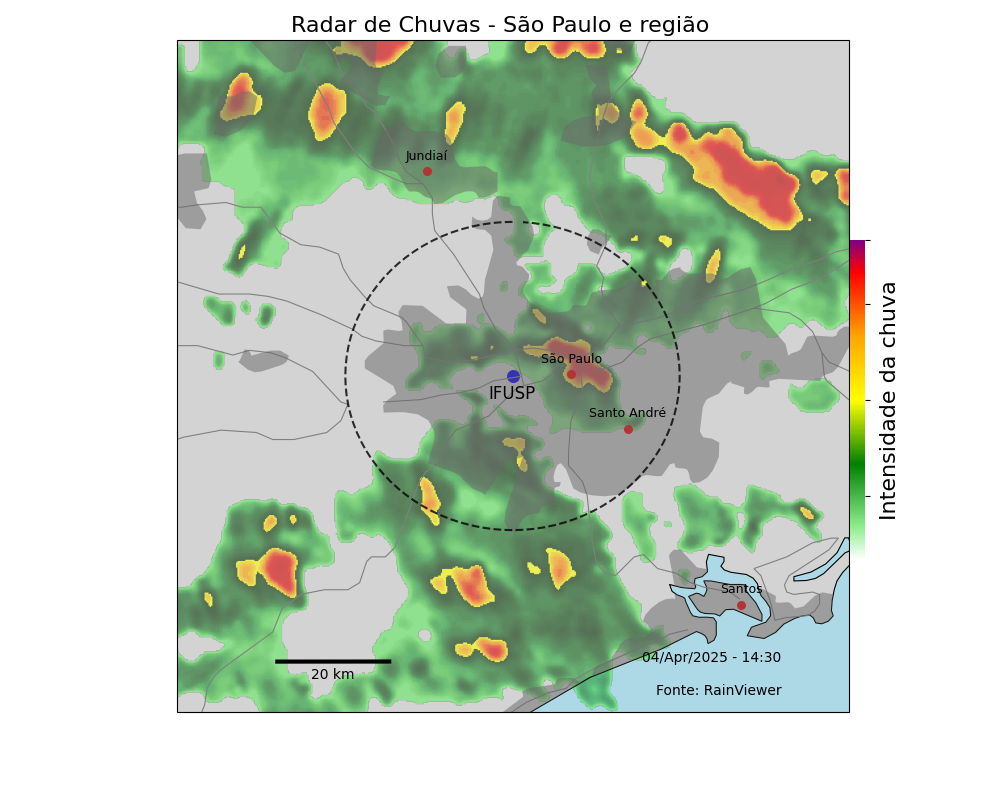 Radar de Chuvas - São Paulo e região
Jundiaí
São Paulo
IFUSP
Santo André
Intensidade da chuva
Santos
04/Apr/2025 - 14:30
20 km
Fonte: RainViewer